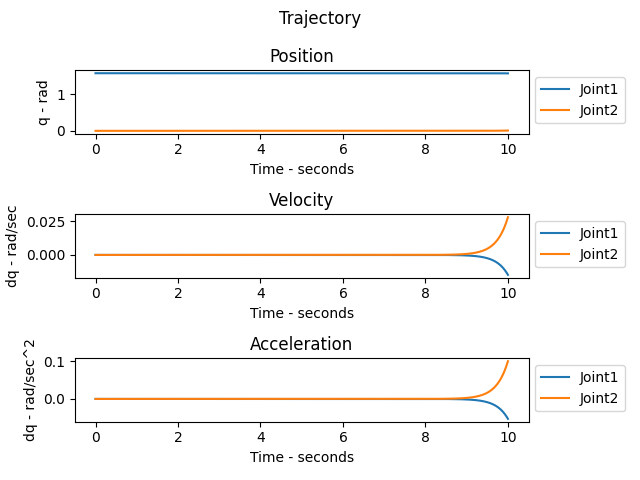 Trajectory
Position
q - rad
1
0
0 2 4 6 8 10
Time - seconds
Joint1
Joint2
Velocity
dq - rad/sec
0.025
0.000
0 2 4 6 8 10
Time - seconds
Joint1
Joint2
Acceleration
dq - rad/sec^2
0.1
0.0
0 2 4 6 8 10
Time - seconds
Joint1
Joint2